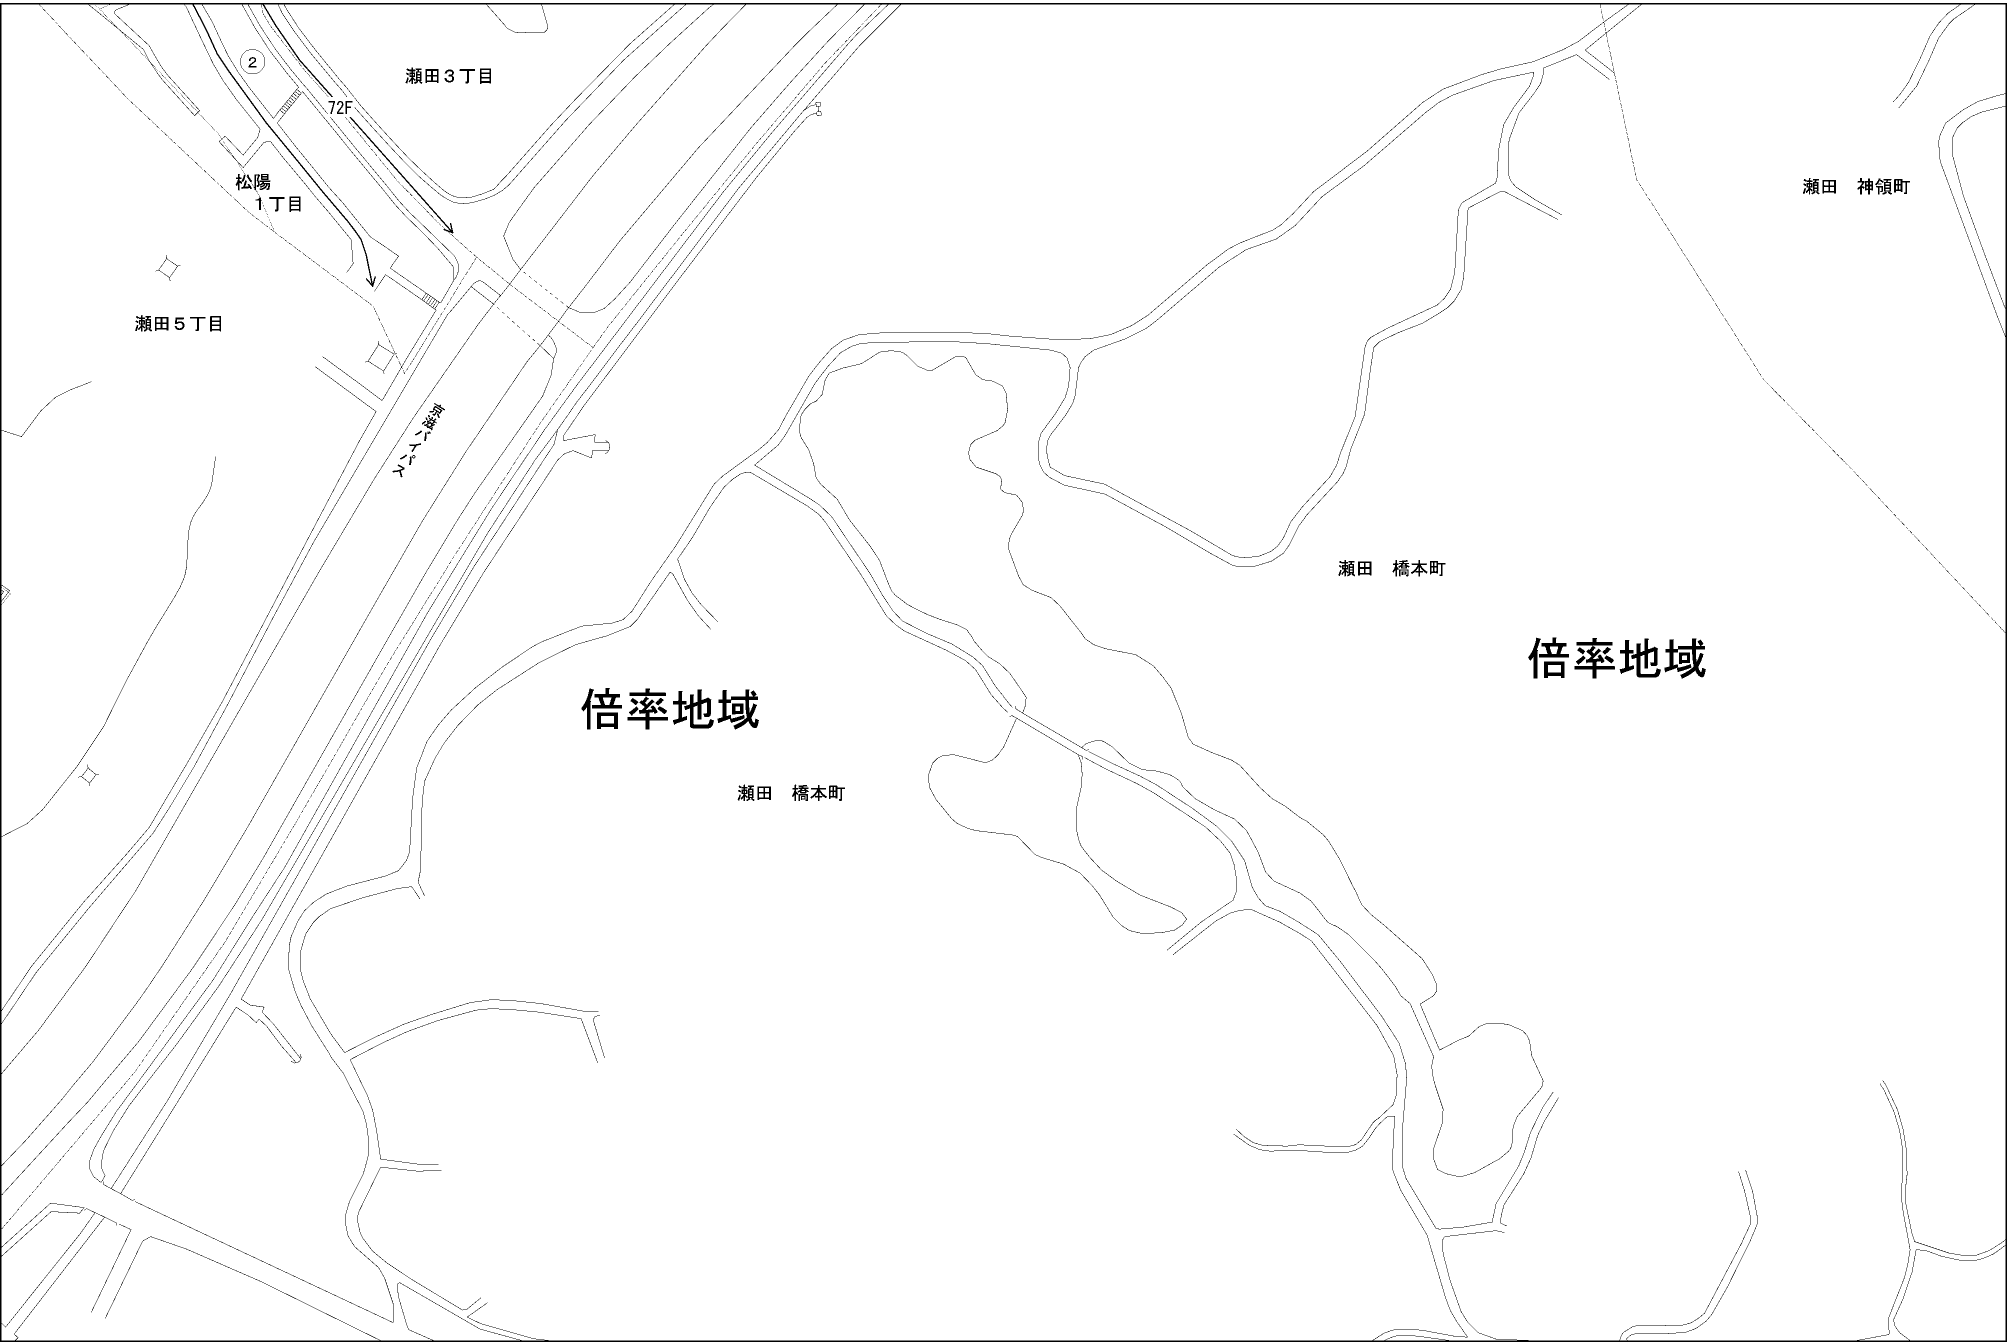 2
瀬田３丁目
72F
松陽
１丁目
瀬田　神領町
瀬田５丁目
京滋バイパス
瀬田　橋本町
倍率地域
倍率地域
瀬田　橋本町